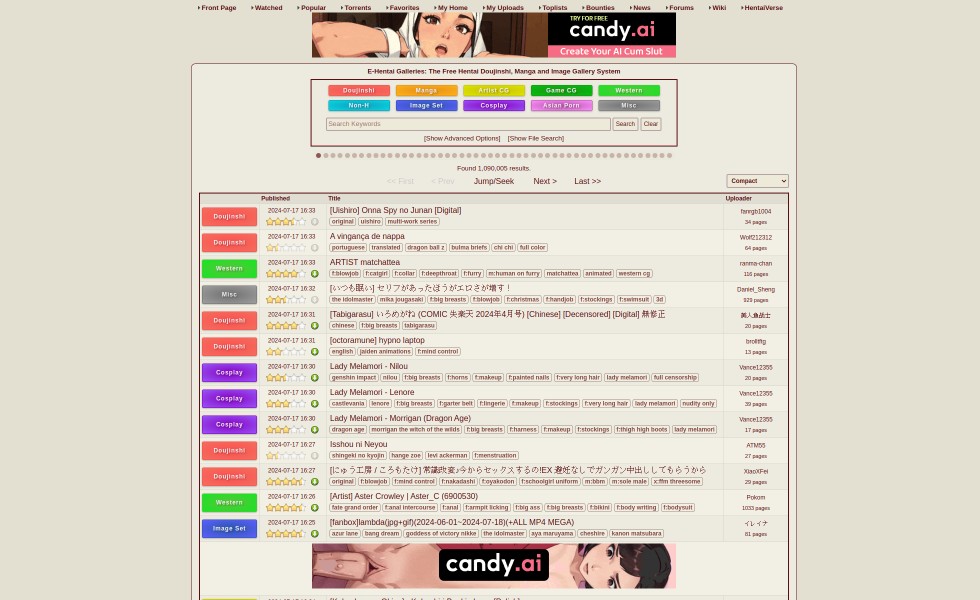 Front Page Watched Popular Torrents Favorites My Home My Uploads Toplists Bounties News Forums Wiki HentaiVerse
TRY FOR FREE
candy.ai
Create Your AI Cum Slut
E-Hentai Galleries: The Free Hentai Doujinshi, Manga and Image Gallery System
Doujinshi Manga Artist CG Game CG Western
Non-H Image Set Cosplay Asian Porn Misc
Search Keywords Search Clear
[Show Advanced Options] [Show File Search]
Found 1,090,005 results.
<< First < Prev Jump/Seek Next > Last >> Compact
Published Title Uploader
Doujinshi 2024-07-17 16:33 [Uishiro] Onna Spy no Junan [Digital] fanrgb1004
original uishiro multi-work series 34 pages
Doujinshi 2024-07-17 16:33 A vingança de nappa Wolf212312
portuguese translated dragon ball z bulma briefs chi chi full color 64 pages
Western 2024-07-17 16:33 ARTIST matchattea ranma-chan
f:blowjob f:catgirl f:collar f:deepthroat f:furry m:human on furry matchattea animated western cg 116 pages
Misc 2024-07-17 16:32 [いつも眠い] セリフがあったほうがエロさが増す！ Daniel_Sheng
the idolmaster mika jougasaki f:big breasts f:blowjob f:christmas f:handjob f:stockings f:swimsuit 3d 929 pages
Doujinshi 2024-07-17 16:31 [Tabigarasu] いろめがね (COMIC 失楽天 2024年4月号) [Chinese] [Decensored] [Digital] 無修正
chinese f:big breasts tabigarasu 20 pages
Doujinshi 2024-07-17 16:31 [octoramune] hypno laptop brolltfg
english jaiden animations f:mind control 13 pages
Cosplay 2024-07-17 16:30 Lady Melamori - Nilou Vance12355
genshin impact nilou f:big breasts f:horns f:makeup f:painted nails f:very long hair lady melamori full censorship 20 pages
Cosplay 2024-07-17 16:30 Lady Melamori - Lenore Vance12355
castlevania lenore f:big breasts f:garter belt f:lingerie f:makeup f:stockings f:very long hair lady melamori nudity only 39 pages
Cosplay 2024-07-17 16:30 Lady Melamori - Morrigan (Dragon Age) Vance12355
dragon age morrigan the witch of the wilds f:big breasts f:harness f:makeup f:stockings f:thigh high boots lady melamori 17 pages
Doujinshi 2024-07-17 16:27 Isshou ni Neyou ATM55
shingeki no kyojin hange zoe levi ackerman f:menstruation 27 pages
Doujinshi 2024-07-17 16:27 [にゅう工房 / ころもたけ] 常識改変♪今からセックスするの!EX 避妊なしでガンガン中出ししてもらうから XiaoXFei
original f:blowjob f:mind control f:nakadashi f:oyakodon f:schoolgirl uniform m:bbm m:sole male x:ffm threesome 29 pages
Western 2024-07-17 16:26 [Artist] Aster Crowley | Aster_C (6900530) Pokom
fate grand order f:anal intercourse f:anal f:armpit licking f:big ass f:big breasts f:bikini f:body writing f:bodysuit 1033 pages
Image Set 2024-07-17 16:25 [fanbox]lambda(jpg+gif)(2024-06-01~2024-07-18)(+ALL MP4 MEGA) イレイナ
azur lane bang dream goddess of victory nikke the idolmaster aya maruyama cheshire kanon matsubara 81 pages
candy.ai